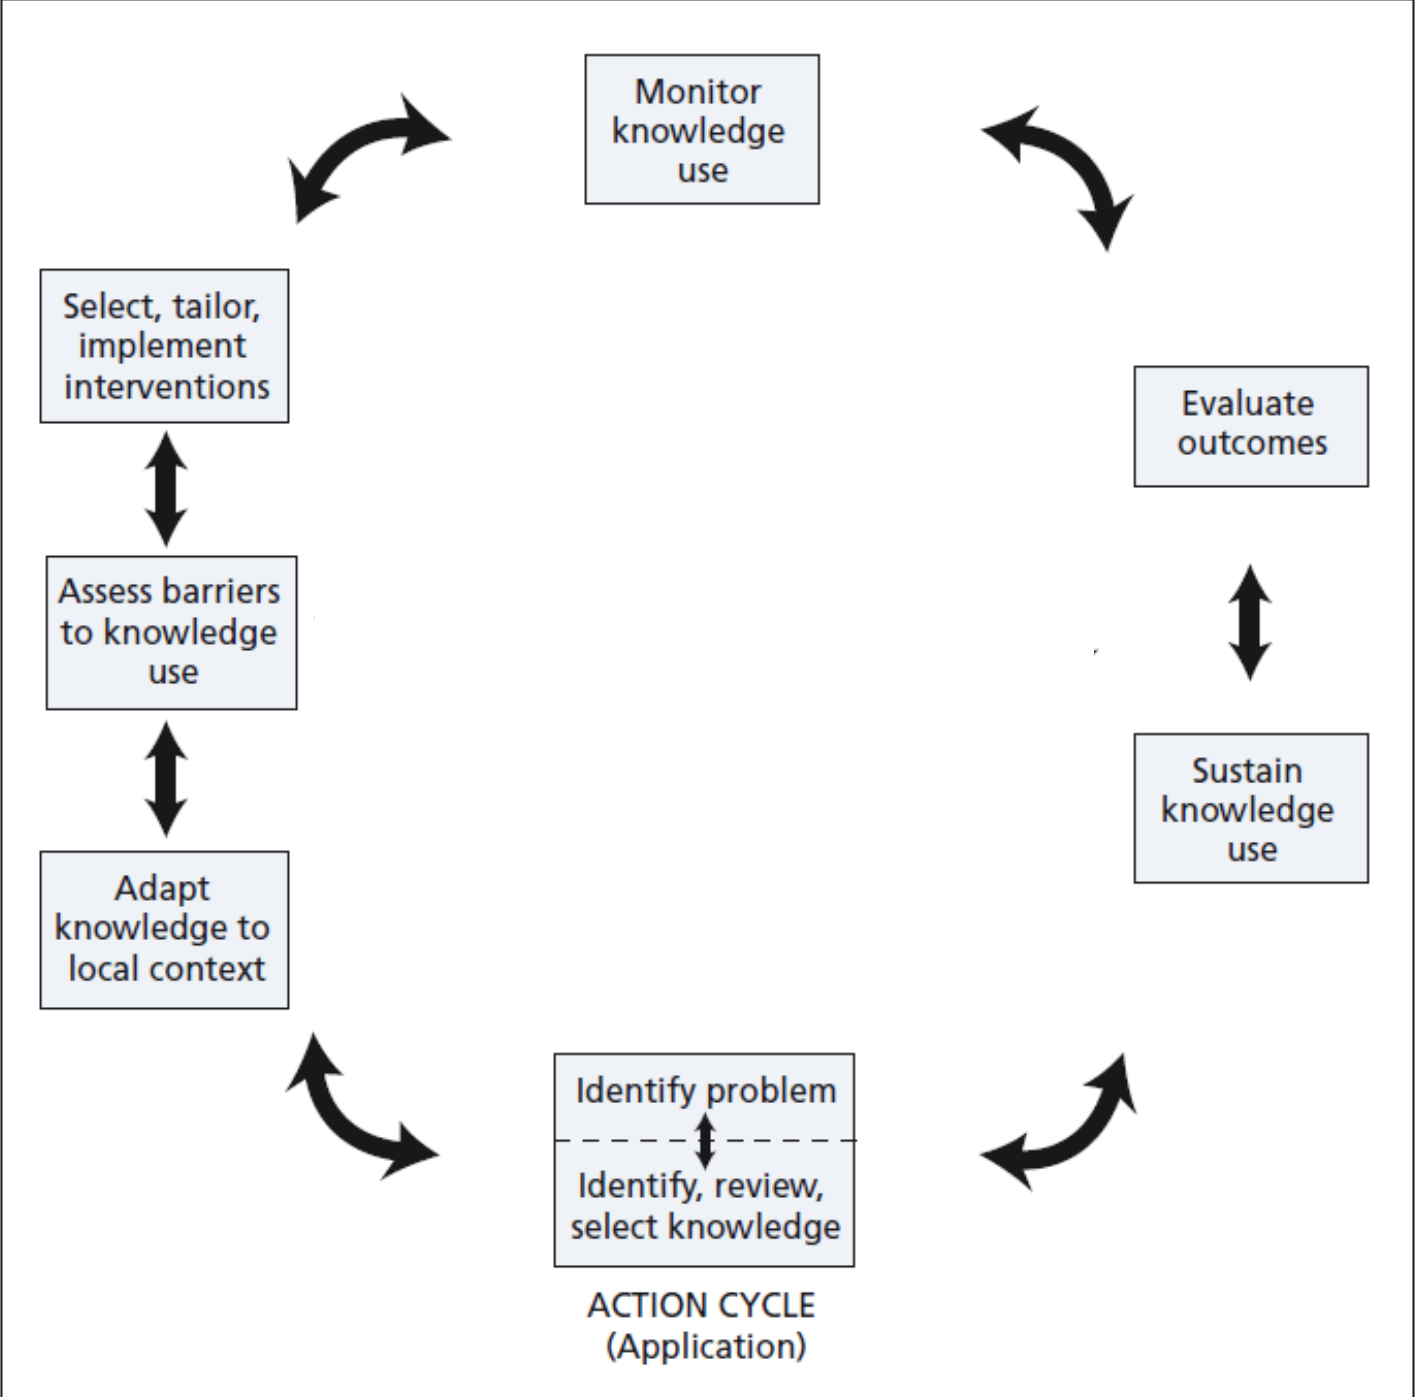 Monitor
knowledge
use
Select, tailor,
implement
interventions
Evaluate
outcomes
Assess barriers
to knowledge
use
Sustain
knowledge
use
Adapt
knowledge to
local context
Identify problem
Identify, review,
select knowledge
ACTION CYCLE
(Application)